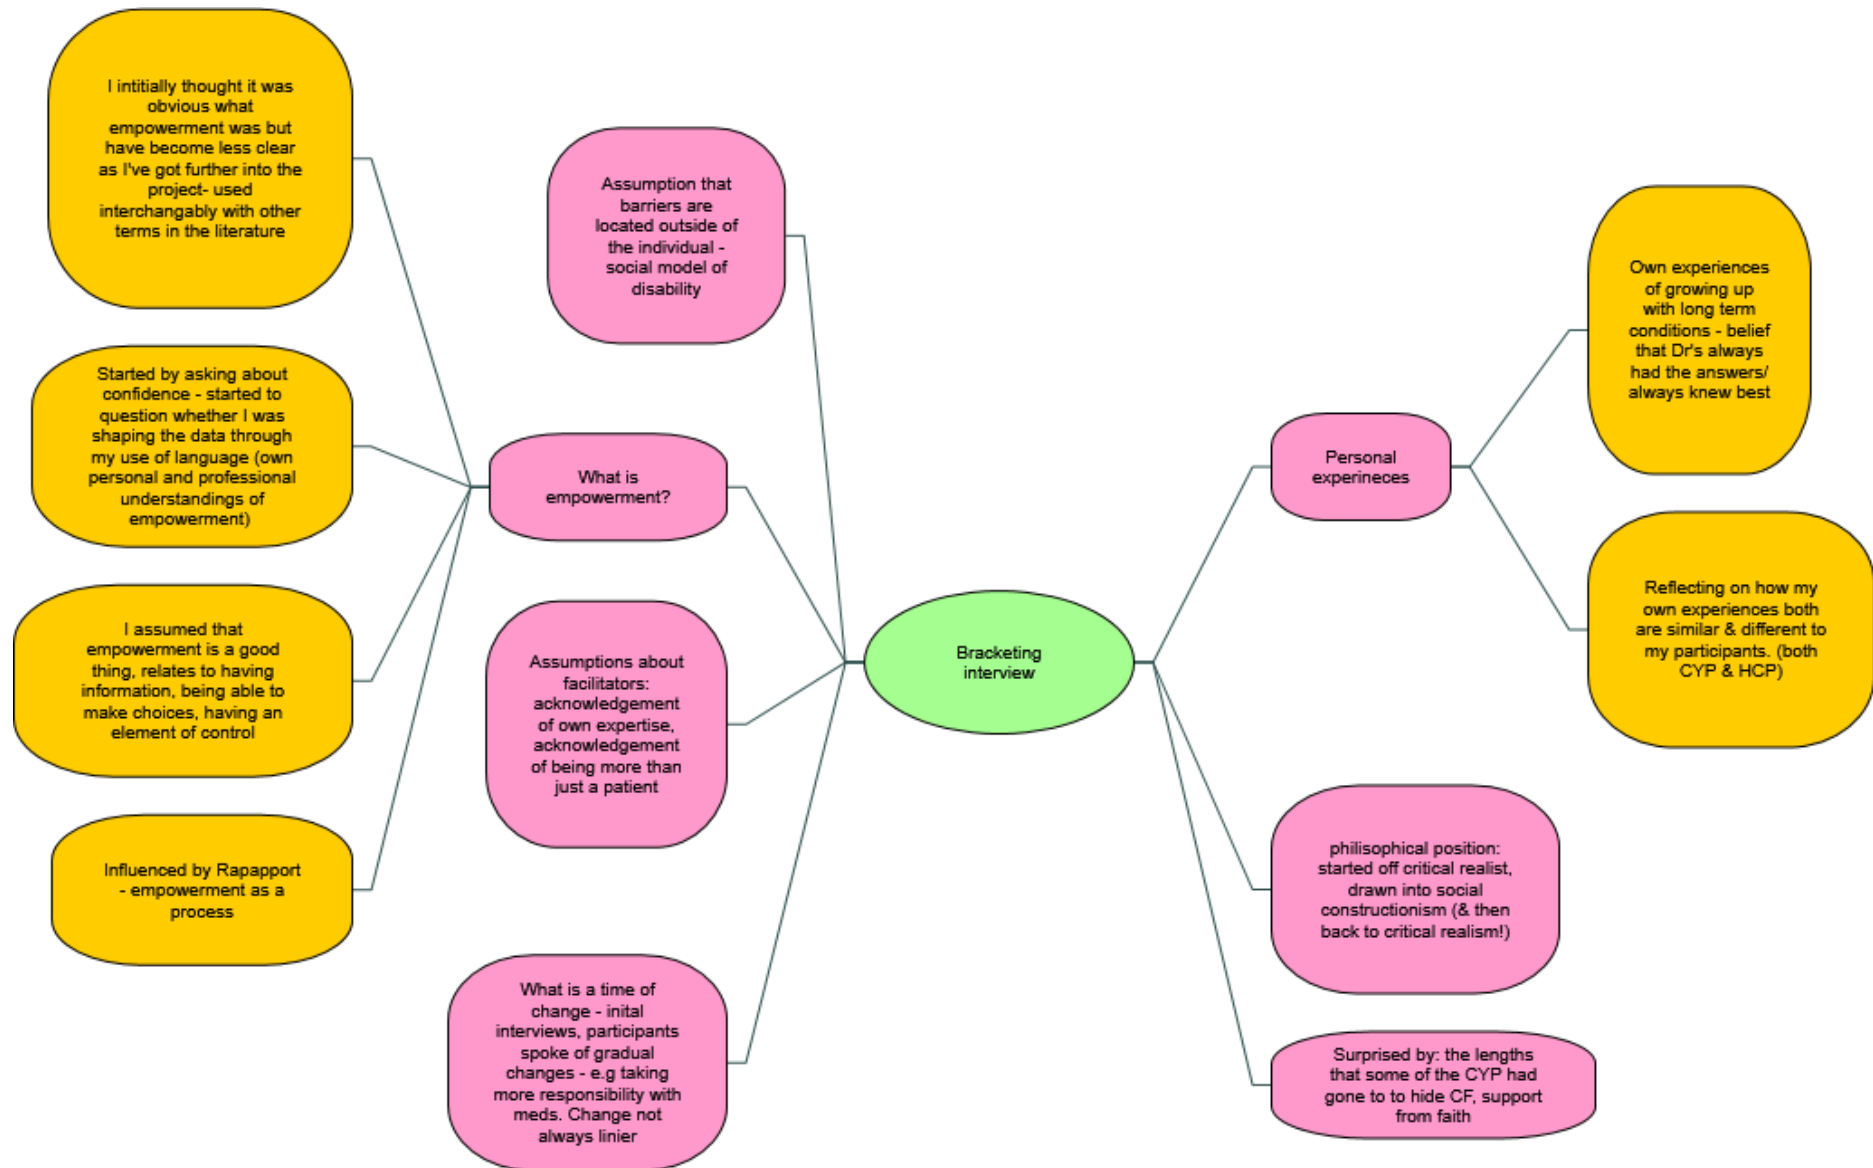 I intitially thought it was
obvious what
empowerment was but
have become less clear
as I've got further into the
project- used
interchangably with other
terms in the literature
Started by asking about
confidence - started to
question whether I was
shaping the data through
my use of language (own
personal and professional
understandings of
empowerment)
I assumed that
empowerment is a good
thing, relates to having
information, being able to
make choices, having an
element of control
Influenced by Rapapport
- empowerment as a
process
Assumption that
barriers are
located outside of
the individual -
social model of
disability
What is
empowerment?
Assumptions about
facilitators:
acknowledgement
of own expertise,
acknowledgement
of being more than
just a patient
What is a time of
change - inital
interviews, participants
spoke of gradual
changes - e.g taking
more responsibility with
meds. Change not
always linier
Bracketing
interview
Personal
experineces
Own experiences
of growing up
with long term
conditions - belief
that Dr's always
had the answers/
always knew best
Reflecting on how my
own experiences both
are similar & different to
my participants. (both
CYP & HCP)
philisophical position:
started off critical realist,
drawn into social
constructionism (& then
back to critical realism!)
Surprised by: the lengths
that some of the CYP had
gone to to hide CF, support
from faith